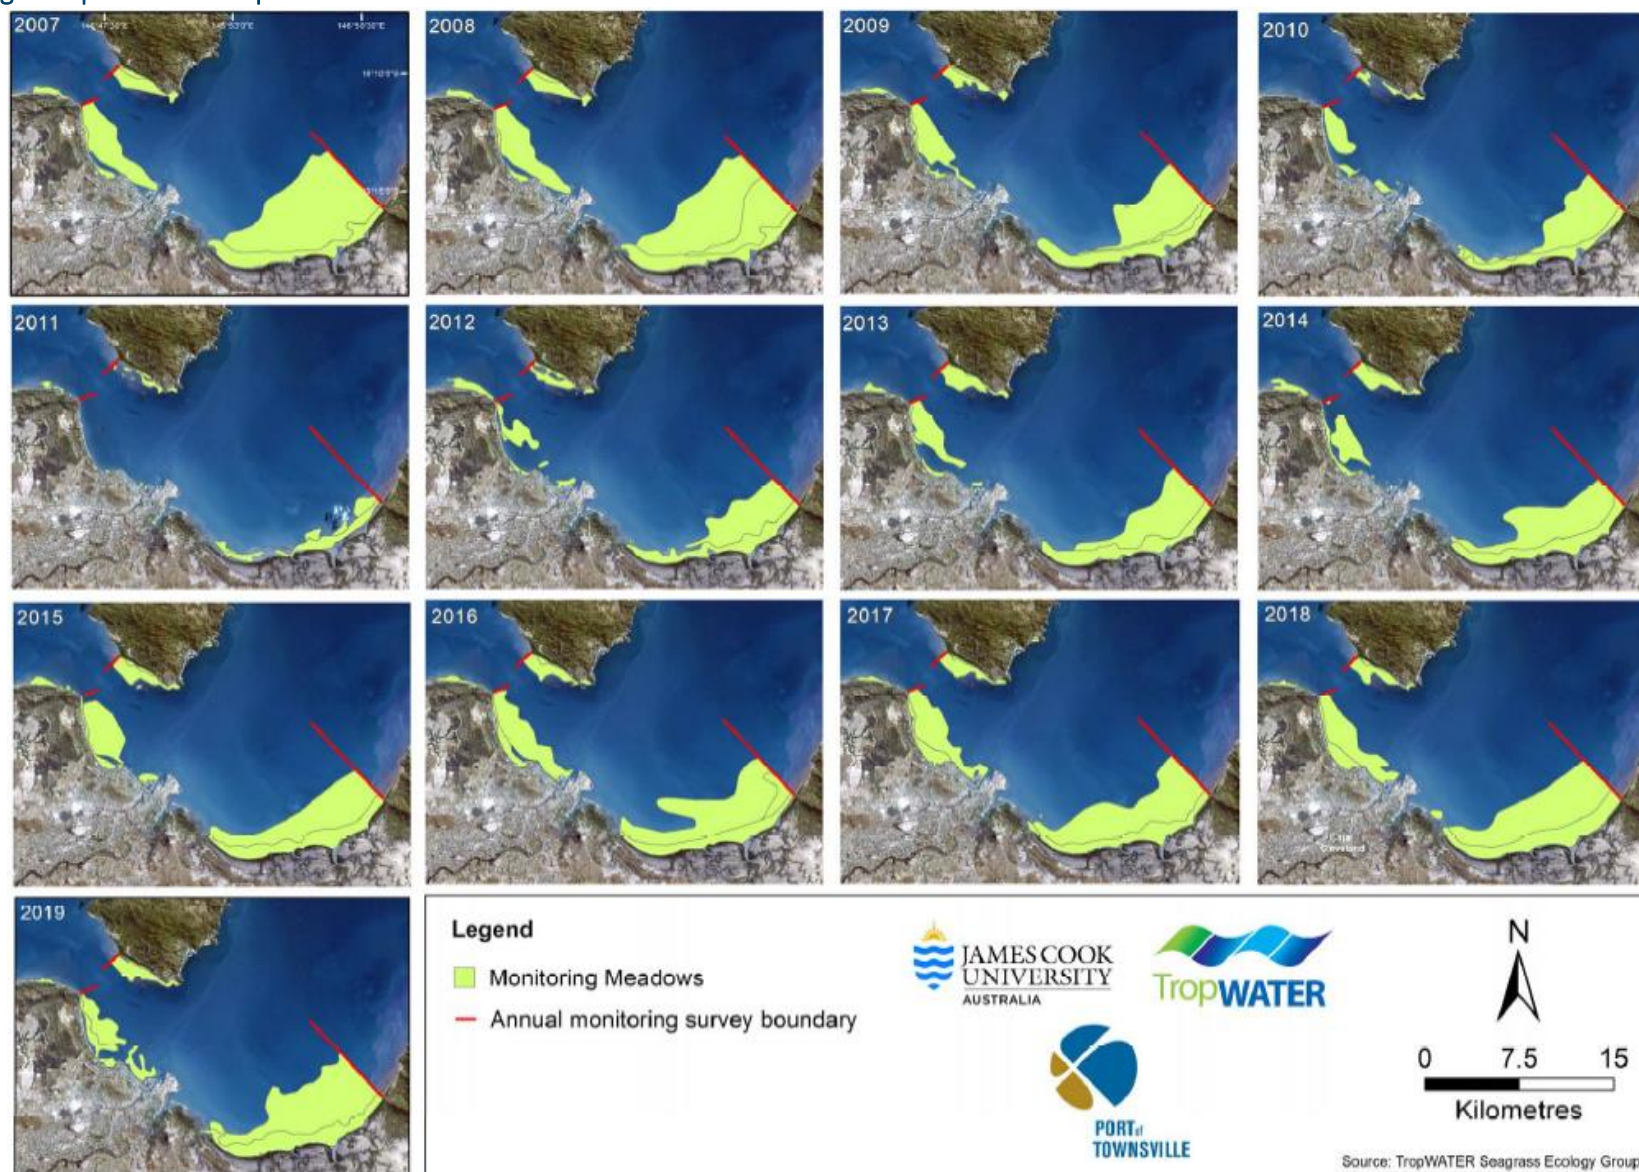 2007
2008
2009
2010
2011
2012
2013
2014
2015
2016
2017
2018
Cleveland
2019
Legend
Monitoring Meadows
Annual monitoring survey boundary
JAMES COOK
UNIVERSITY
AUSTRALIA
TropWATER
PORT of
TOWNSVILLE
N
0 7.5 15
Kilometres
Source: TropWATER Seagrass Ecology Group